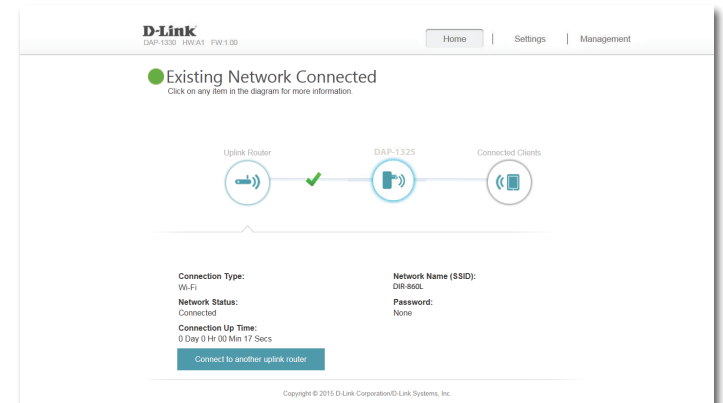 D-Link
DAP-1330 HW:A1 FW:1.00
Home Settings Management
Existing Network Connected
Click on any item in the diagram for more information.
Uplink Router DAP-1325 Connected Clients
Connection Type: Network Name (SSID):
Wi-Fi DIR-860L
Network Status: Password:
Connected None
Connection Up Time:
0 Day 0 Hr 00 Min 17 Secs
Connect to another uplink router
Copyright © 2015 D-Link Corporation/D-Link Systems, Inc.